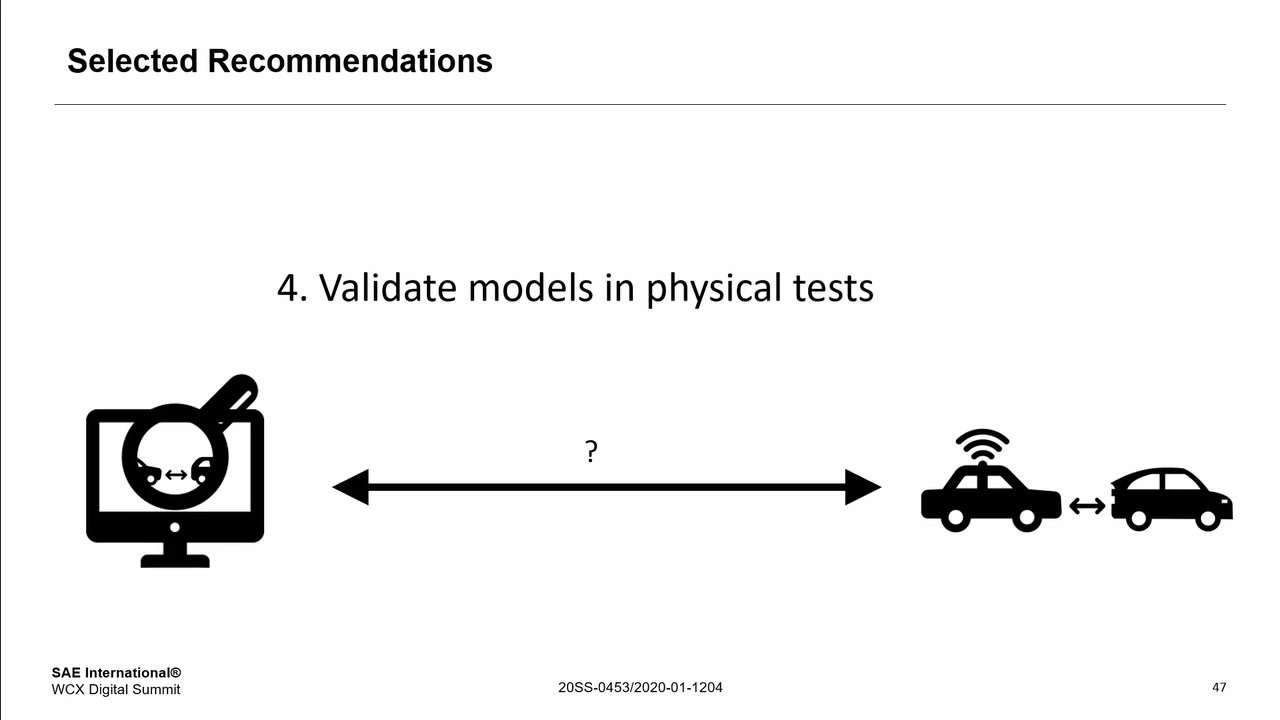 Selected Recommendations
4. Validate models in physical tests
?
SAE International®
WCX Digital Summit
20SS-0453/2020-01-1204
47